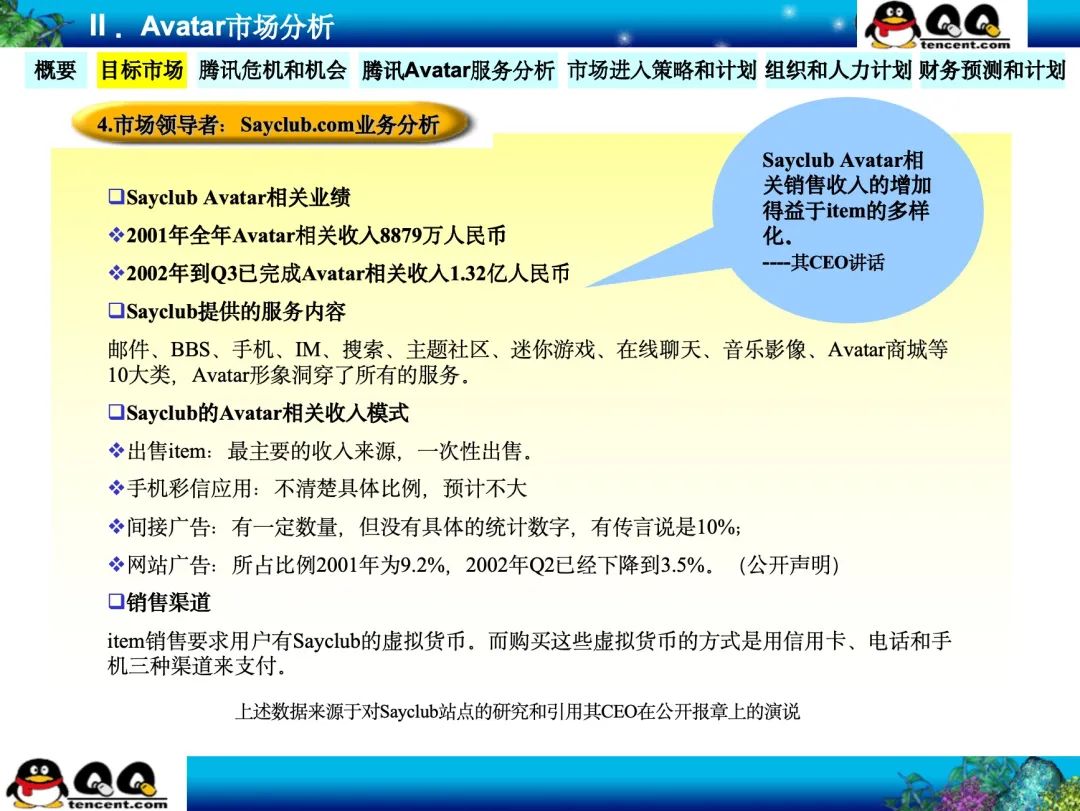 II．Avatar市场分析
QQ
tencent.com
概要 目标市场 腾讯危机和机会 腾讯Avatar服务分析 市场进入策略和计划 组织和人力计划 财务预测和计划
4.市场领导者：Sayclub.com业务分析
Sayclub Avatar相
关销售收入的增加
得益于item的多样
化。
----其CEO讲话
❑Sayclub Avatar相关业绩
❖2001年全年Avatar相关收入8879万人民币
❖2002年到Q3已完成Avatar相关收入1.32亿人民币
❑Sayclub提供的服务内容
邮件、BBS、手机、IM、搜索、主题社区、迷你游戏、在线聊天、音乐影像、Avatar商城等
10大类，Avatar形象洞穿了所有的服务。
❑Sayclub的Avatar相关收入模式
❖出售item：最主要的收入来源，一次性出售。
❖手机彩信应用：不清楚具体比例，预计不大
❖间接广告：有一定数量，但没有具体的统计数字，有传言说是10%;
❖网站广告：所占比例2001年为9.2%，2002年Q2已经下降到3.5%。（公开声明）
❑销售渠道
item销售要求用户有Sayclub的虚拟货币。而购买这些虚拟货币的方式是用信用卡、电话和手
机三种渠道来支付。
上述数据来源于对Sayclub站点的研究和引用其CEO在公开报章上的演说
QQ
tencent.com